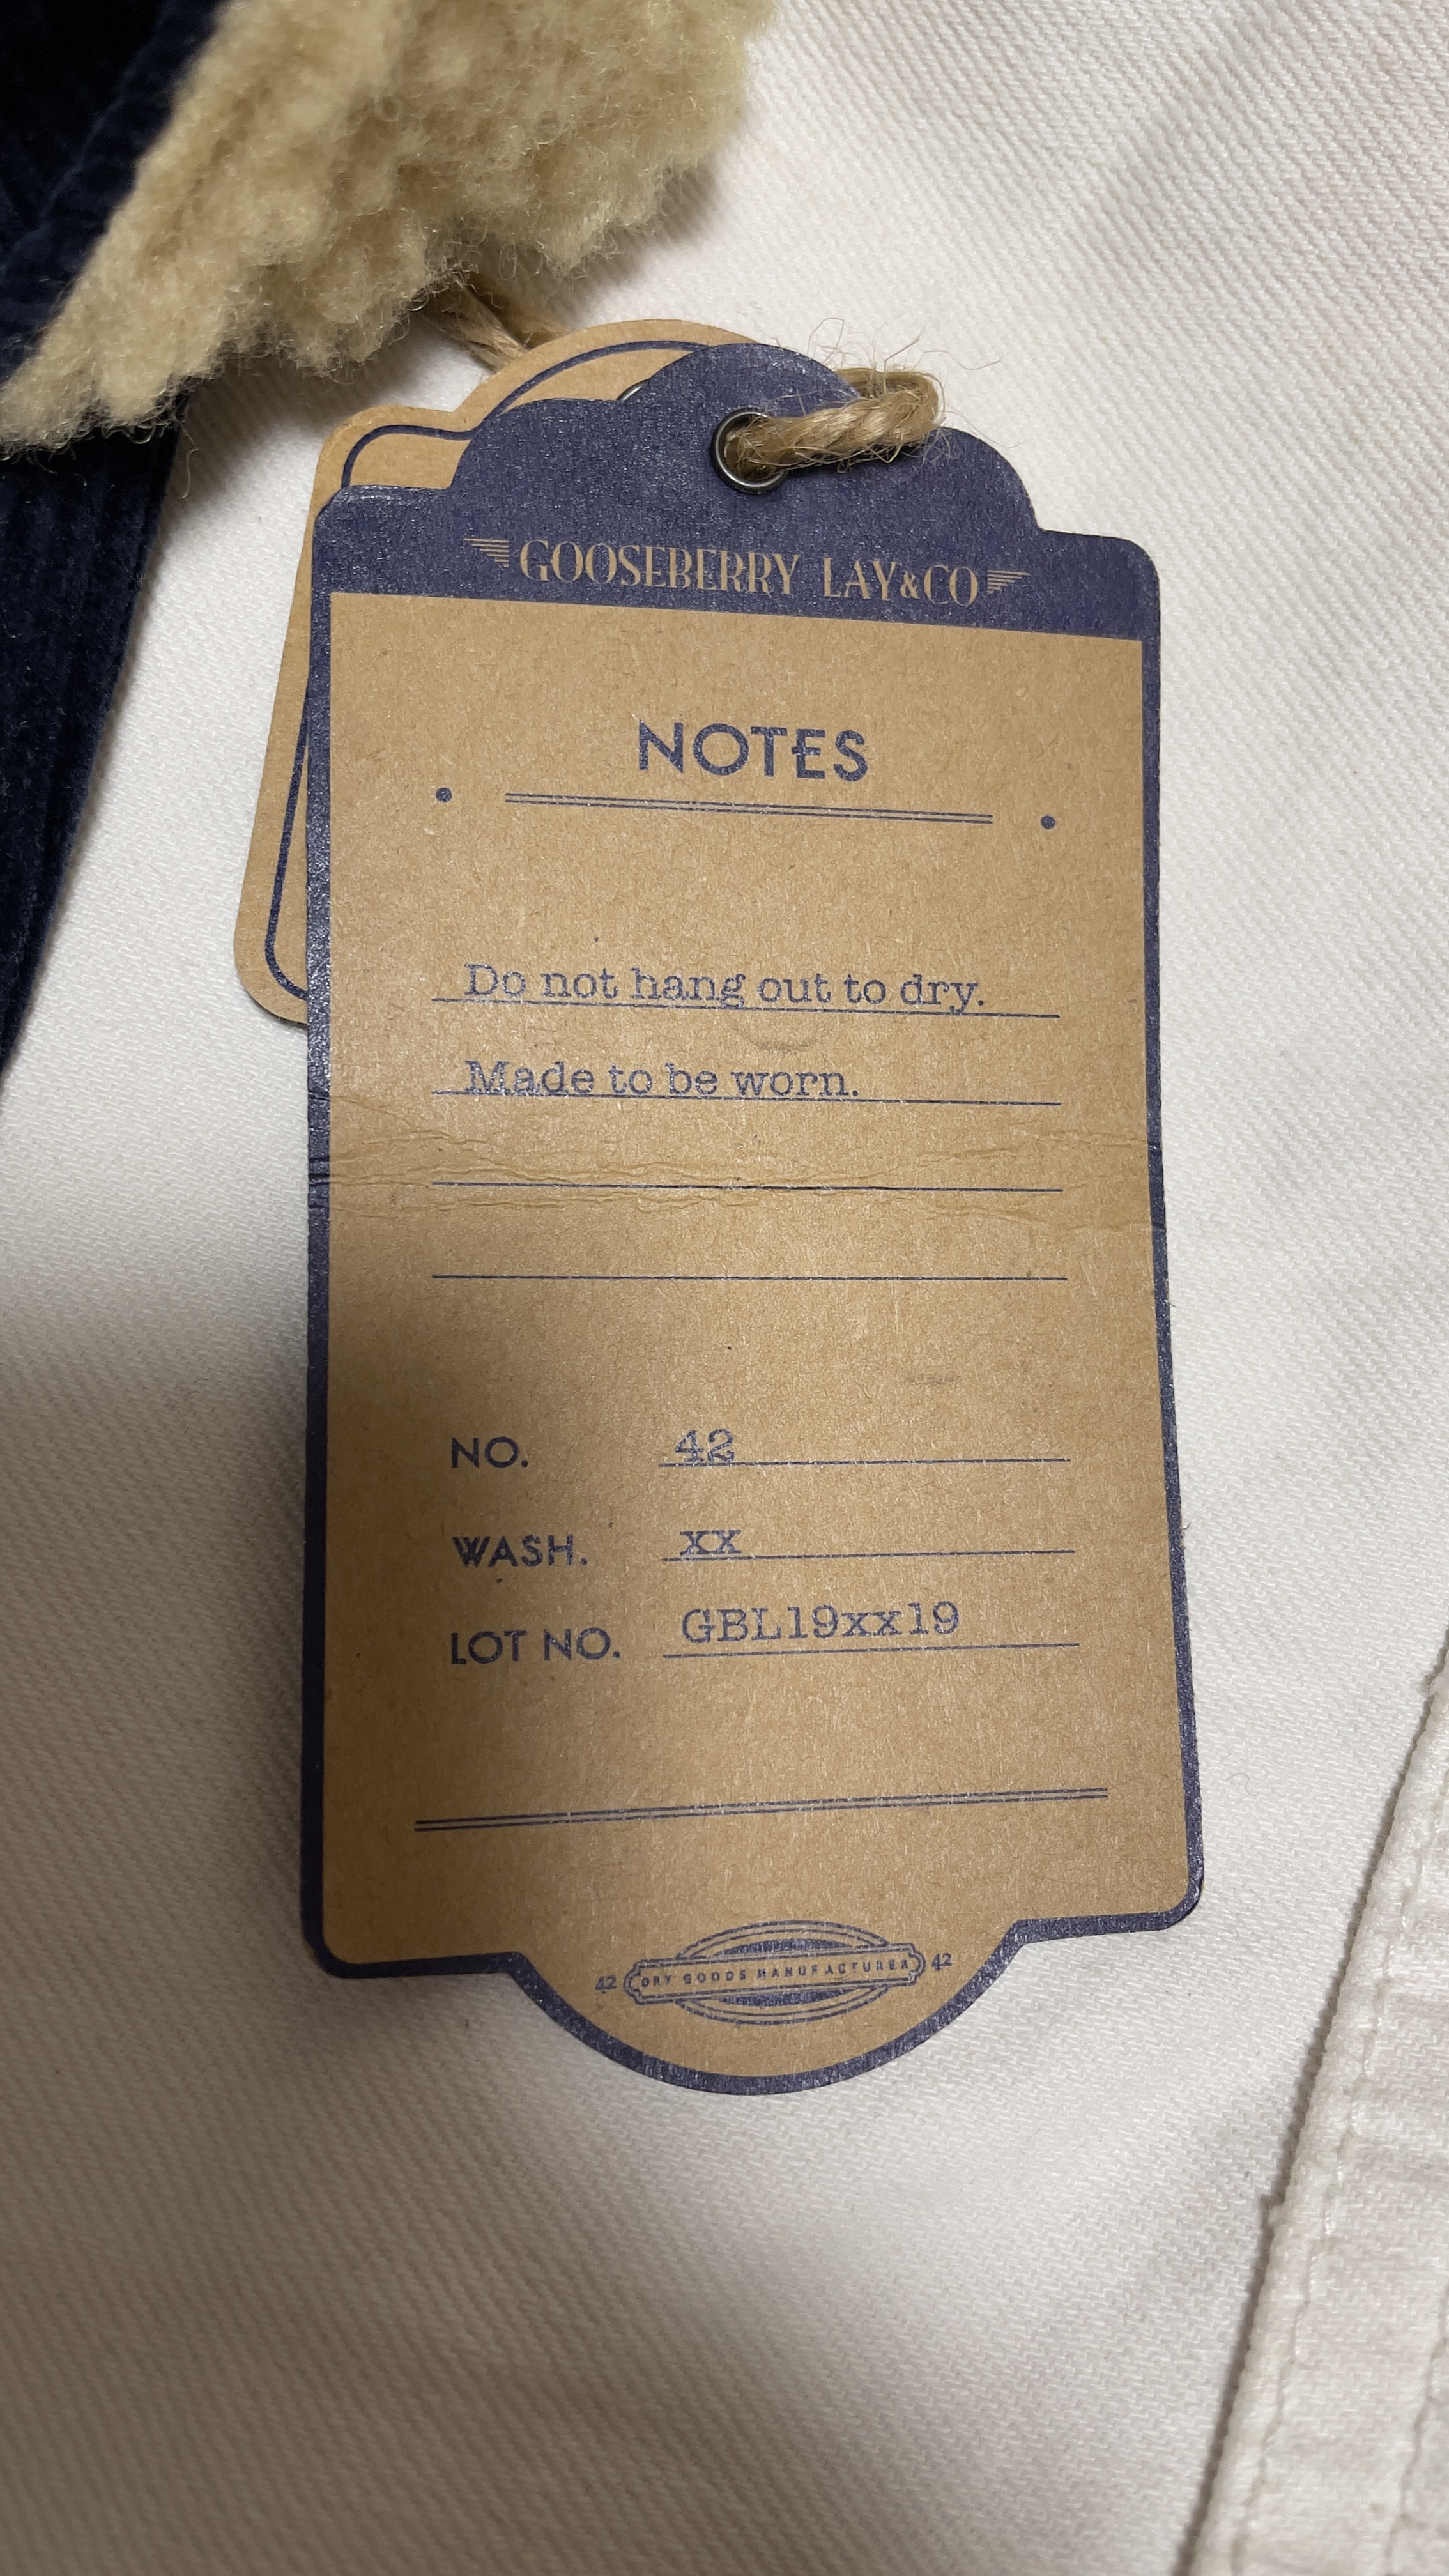 GOOSEBERRY LAY&CO
NOTES
Do not hang out to dry.
Made to be worn.
NO. 42
WASH. xx
LOT NO. GBL19xx19
42 DRY GOODS MANUFACTURER 42